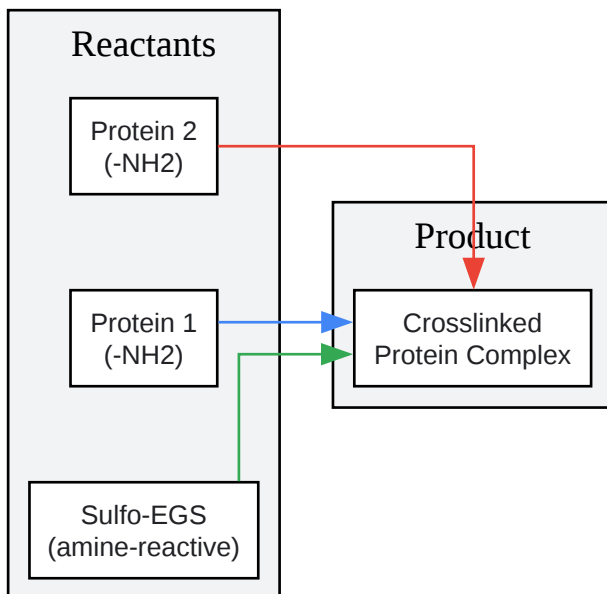 Reactants
Protein 2
(-NH2)
Product
Protein 1
(-NH2)
Crosslinked
Protein Complex
Sulfo-EGS
(amine-reactive)